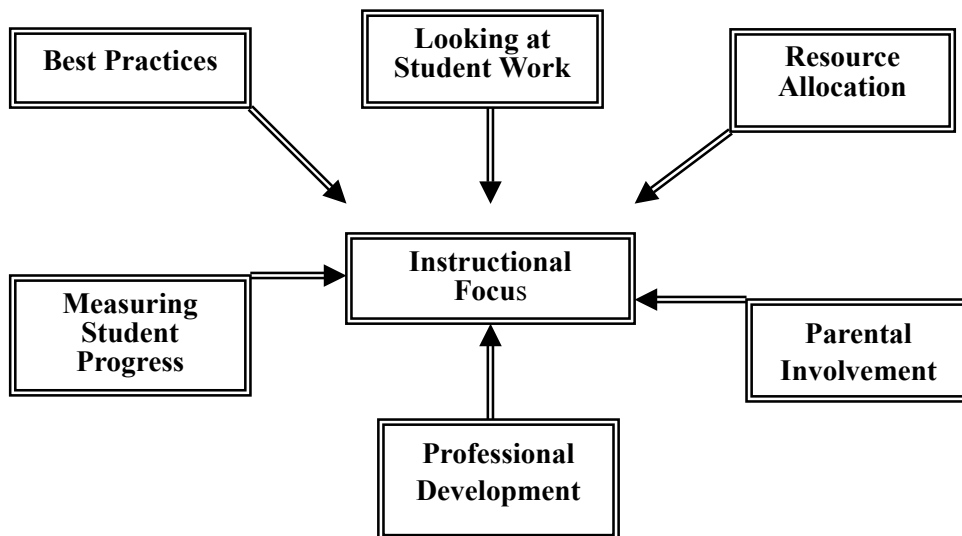 Best Practices
Looking at
Student Work
Resource
Allocation
Instructional
Focus
Measuring
Student
Progress
Parental
Involvement
Professional
Development